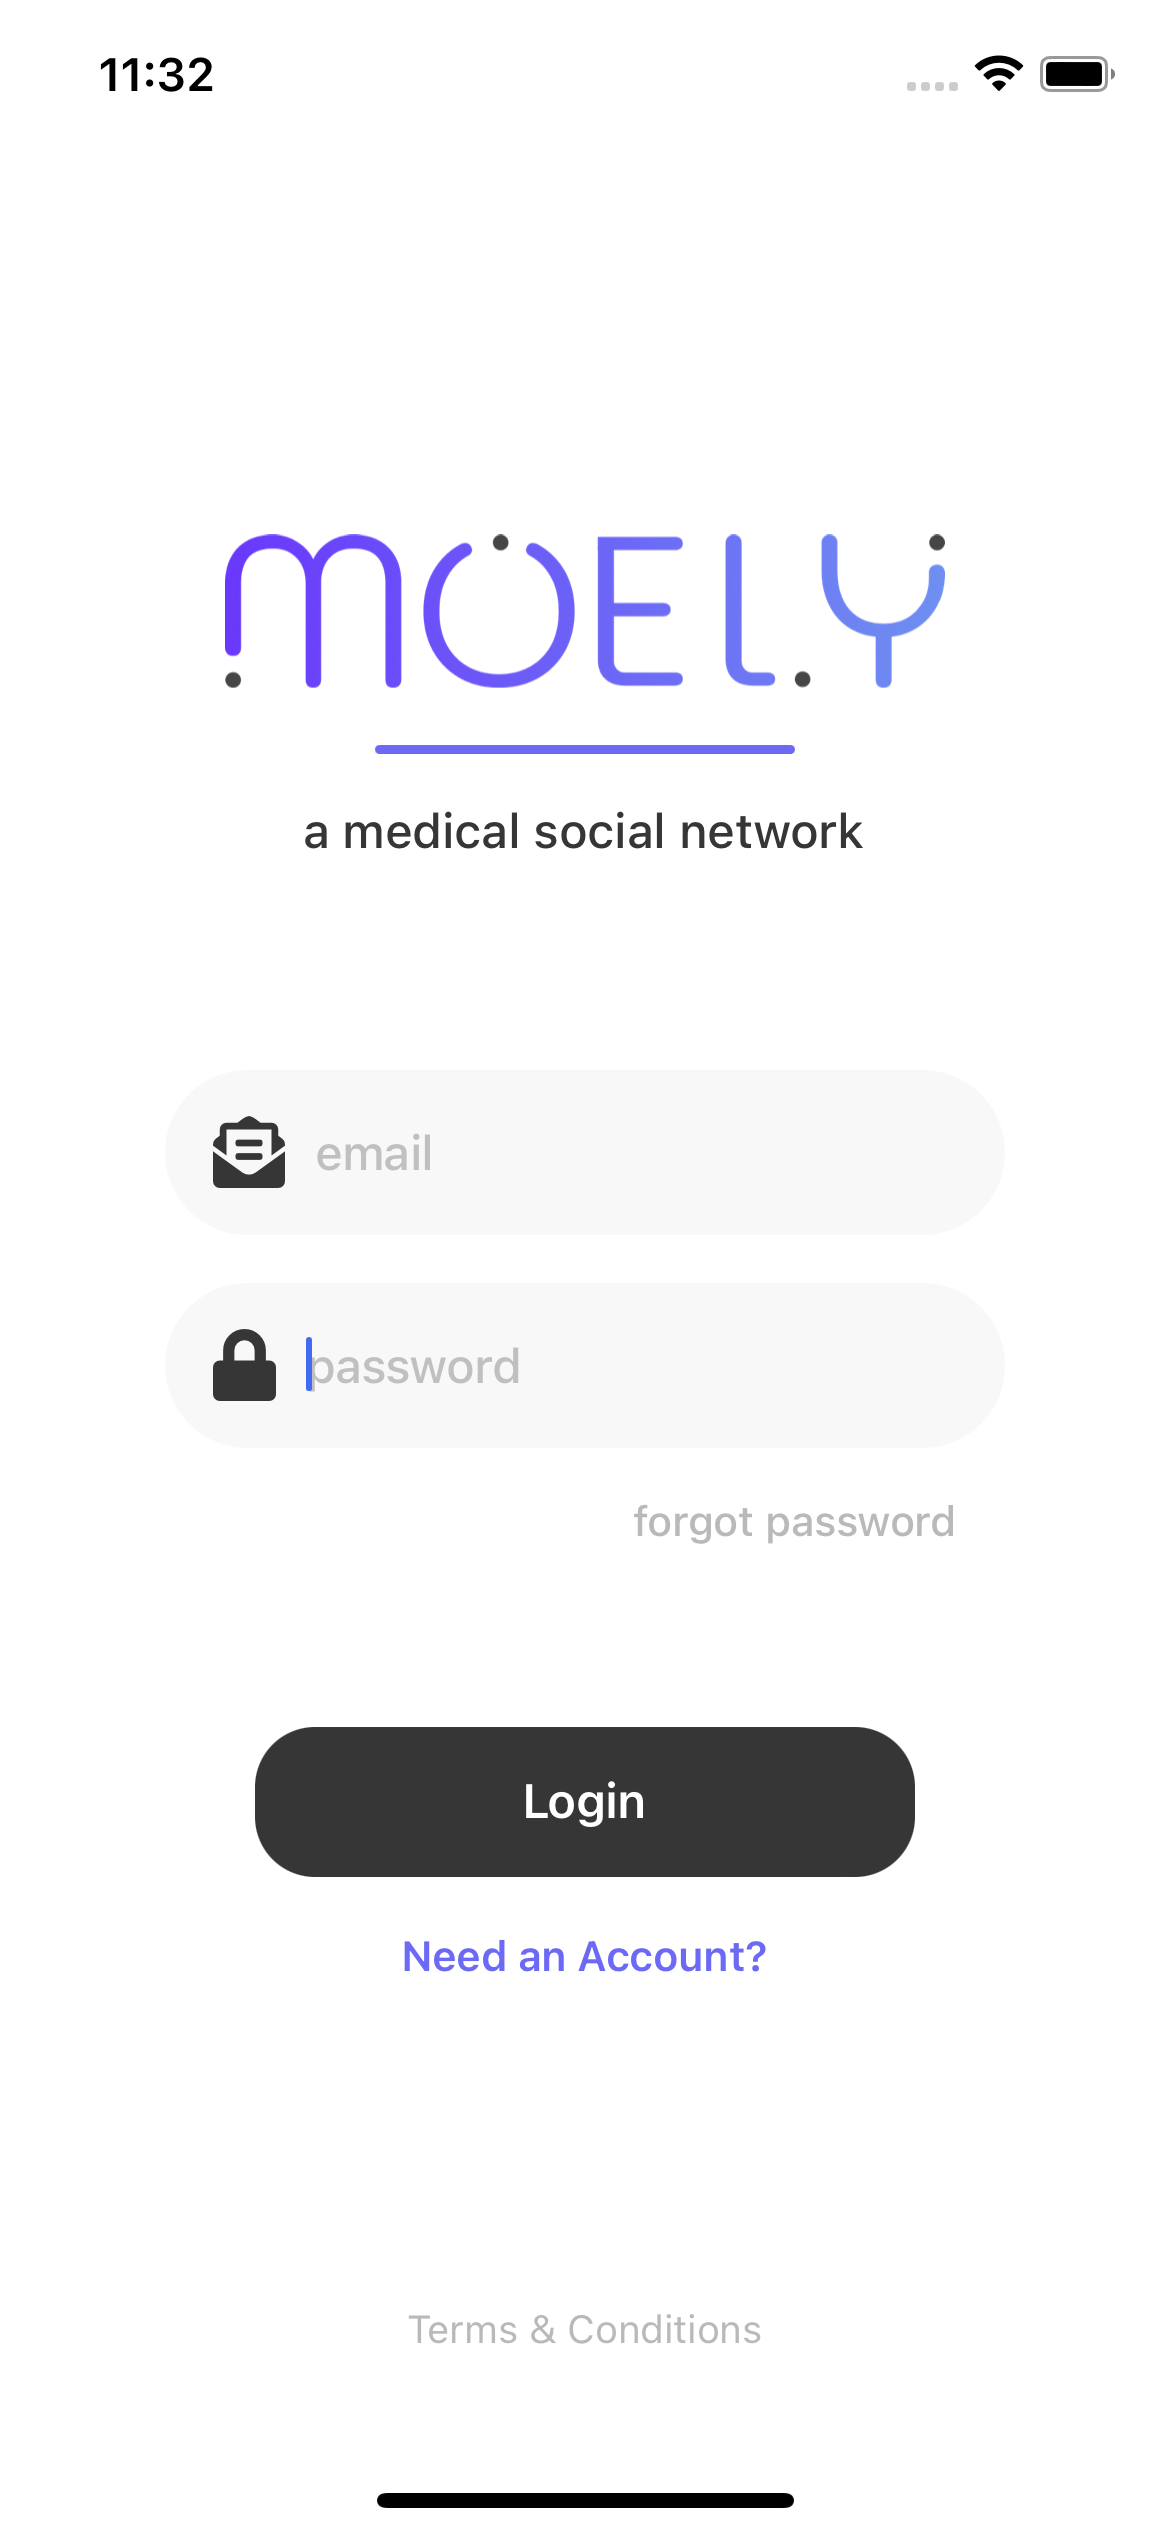 11:32
MOELY
a medical social network
email
password
forgot password
Login
Need an Account?
Terms & Conditions